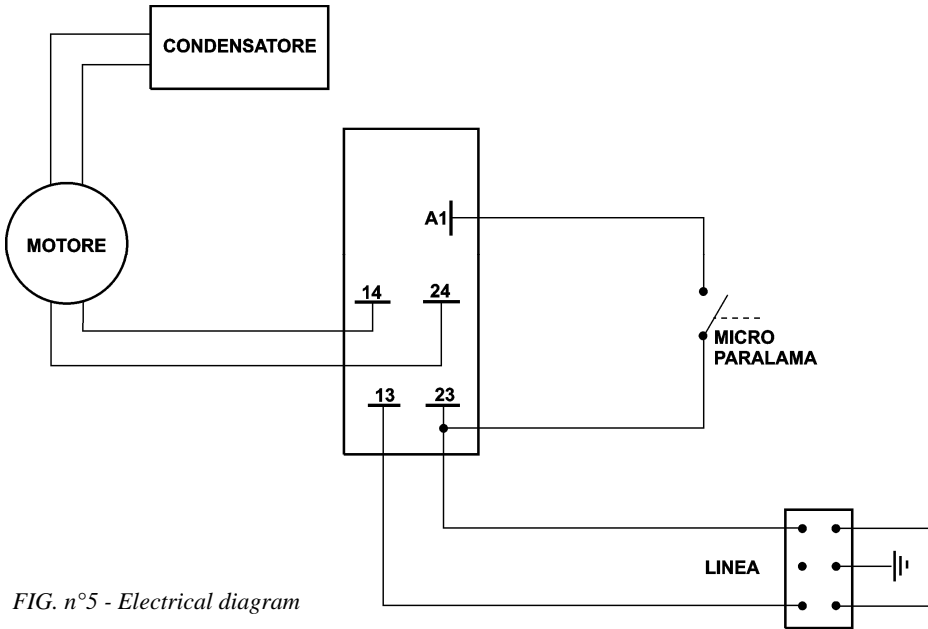 CONDENSATORE
A1
MOTORE
14
24
MICRO
PARALAMA
13
23
LINEA
FIG. n°5 - Electrical diagram